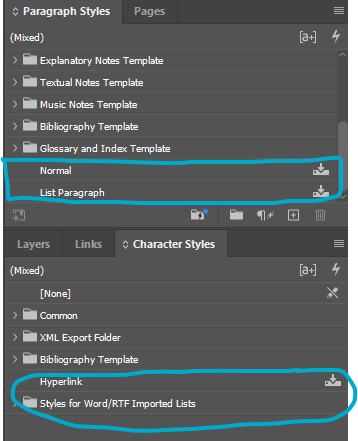 Paragraph Styles Pages
(Mixed) [a+]
Explanatory Notes Template
Textual Notes Template
Music Notes Template
Bibliography Template
Glossary and Index Template
Normal
List Paragraph
Layers Links Character Styles
(Mixed) [a+]
[None]
Common
XML Export Folder
Bibliography Template
Hyperlink
Styles for Word/RTF Imported Lists